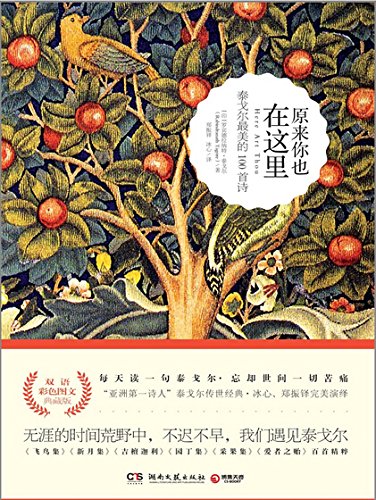 原来你也
在这里
Here Art Thou
泰戈尔最美的100首诗
郑振铎 冰心·译
双语
彩色图文
典藏版
每天读一句泰戈尔·忘却世间一切苦痛
“亚洲第一诗人”泰戈尔传世经典·冰心、郑振铎完美演绎
无涯的时间荒野中，不迟不早，我们遇见泰戈尔
《飞鸟集》《新月集》《吉檀迦利》《园丁集》《采果集》《爱者之贻》百首精粹
湖南文艺出版社
博集天卷
CS-BOOKY